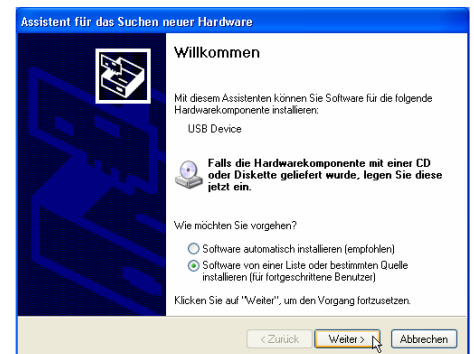 Assistent für das Suchen neuer Hardware
Willkommen
Mit diesem Assistenten können Sie Software für die folgende
Hardwarekomponente installieren:
USB Device
Falls die Hardwarekomponente mit einer CD
oder Diskette geliefert wurde, legen Sie diese
jetzt ein.
Wie möchten Sie vorgehen?
Software automatisch installieren (empfohlen)
Software von einer Liste oder bestimmten Quelle
installieren (für fortgeschrittene Benutzer)
Klicken Sie auf "Weiter", um den Vorgang fortzusetzen.
< Zurück Weiter > Abbrechen